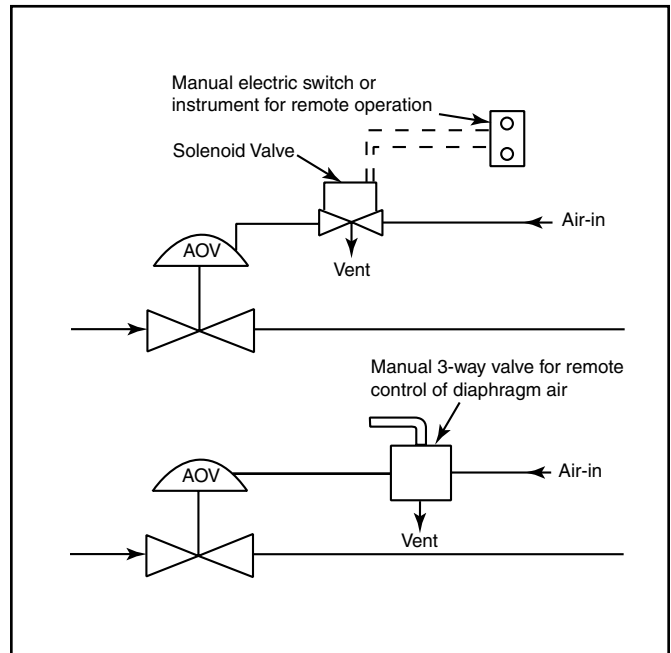 Manual electric switch or
instrument for remote operation
Solenoid Valve
Air-in
AOV
Vent
Manual 3-way valve for remote
control of diaphragm air
AOV
Air-in
Vent